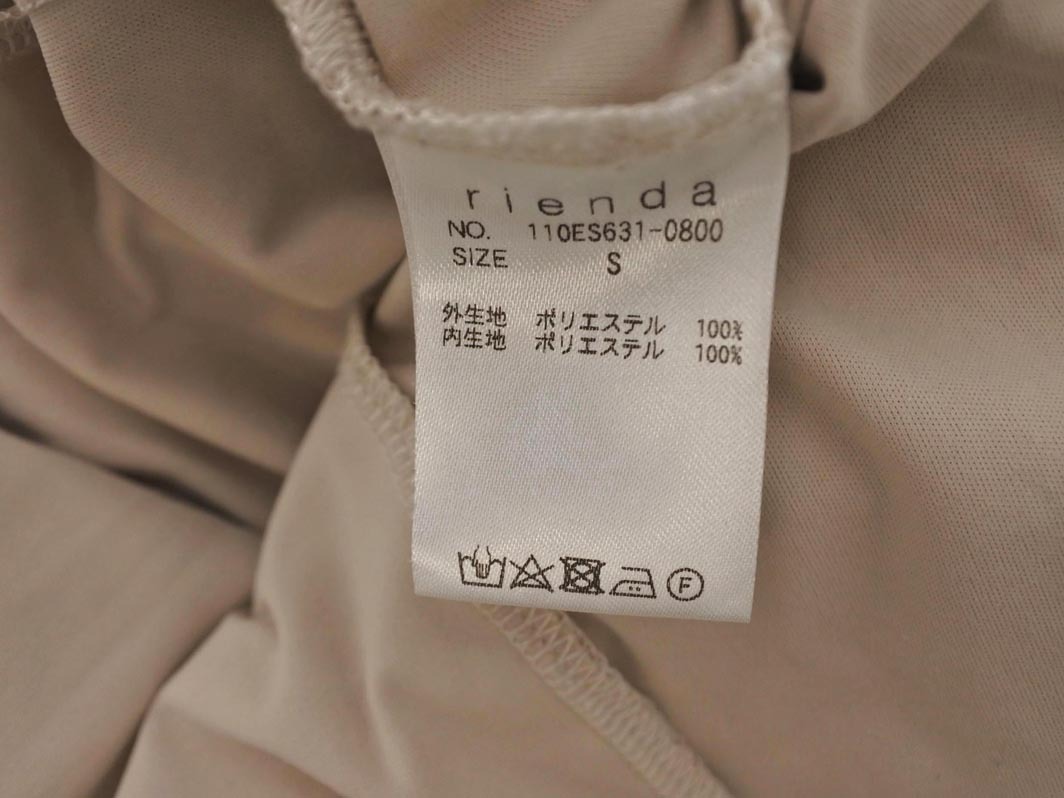 rienda
NO. 110ES631-0800
SIZE S
外生地 ポリエステル 100%
内生地 ポリエステル 100%
F